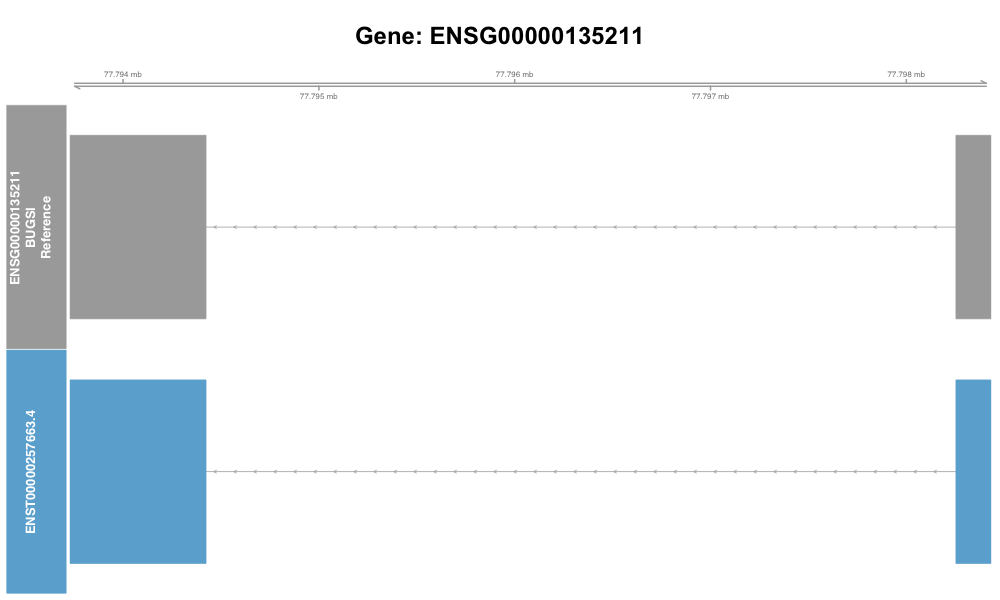 Gene: ENSG00000135211
77.794 mb
77.796 mb
77.798 mb
77.795 mb
77.797 mb
ENSG00000135211
BUGSI
Reference
ENST00000257663.4